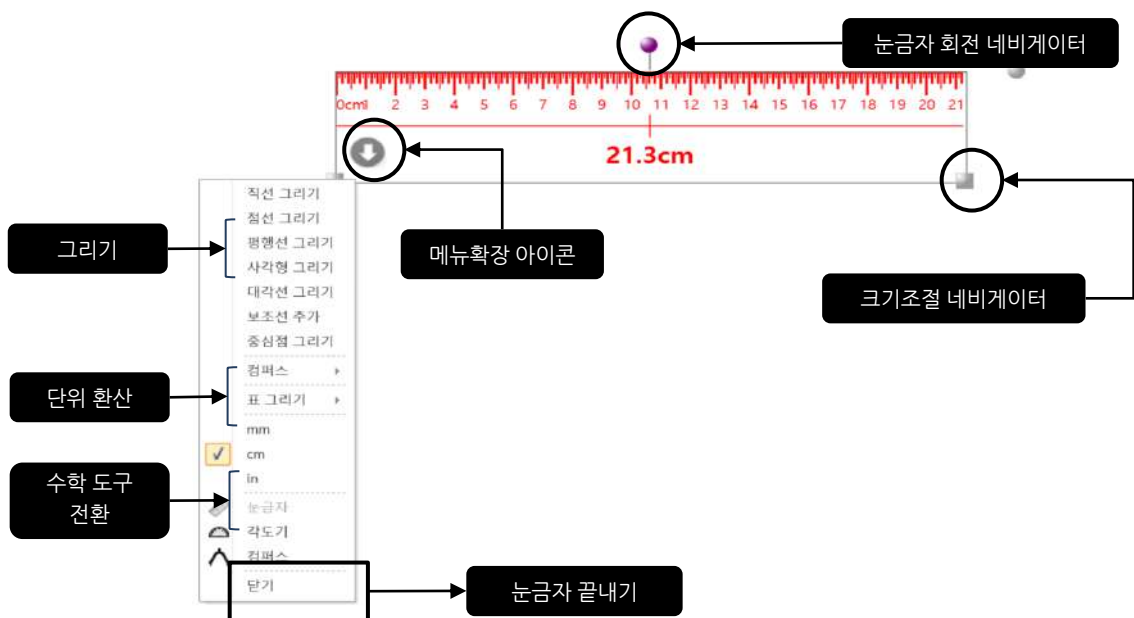 눈금자 회전 네비게이터
0cm 1 2 3 4 5 6 7 8 9 10 11 12 13 14 15 16 17 18 19 20 21
21.3cm
직선 그리기
점선 그리기
평행선 그리기
사각형 그리기
대각선 그리기
보조선 추가
중심점 그리기
컴퍼스
표 그리기
mm
cm
in
눈금자
각도기
컴퍼스
닫기
그리기
메뉴확장 아이콘
크기조절 네비게이터
단위 환산
수학 도구
전환
눈금자 끝내기